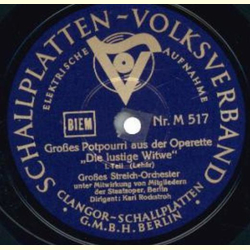 SCHALLPLATTEN-VOLKSVERBAND
ELEKTRISCHE AUFNAHME
BIEM
Nr. M 517
Großes Potpourri aus der Operette
„Die lustige Witwe"
I. Teil (Lehár)
Großes Streich-Orchester
unter Mitwirkung von Mitgliedern
der Staatsoper, Berlin
Dirigent: Karl Rockstroh
CLANGOR-SCHALLPLATTEN
G.M.B.H. BERLIN